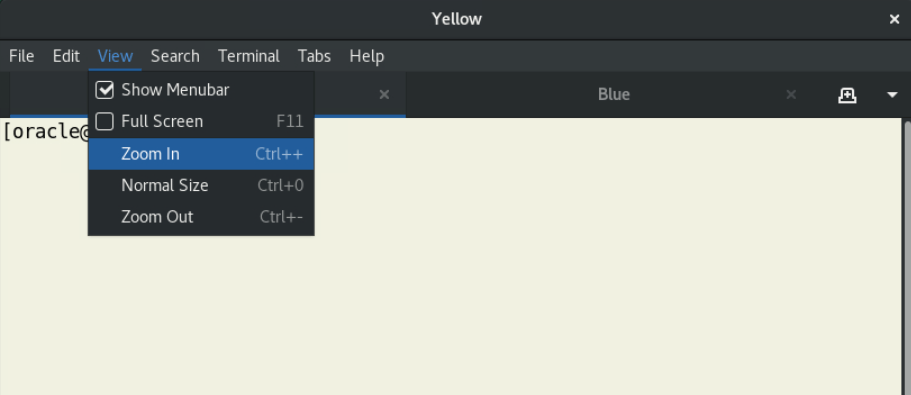 Yellow
File Edit View Search Terminal Tabs Help
Blue
Show Menubar
Full Screen F11
Zoom In Ctrl++
Normal Size Ctrl+0
Zoom Out Ctrl+-
[oracle@